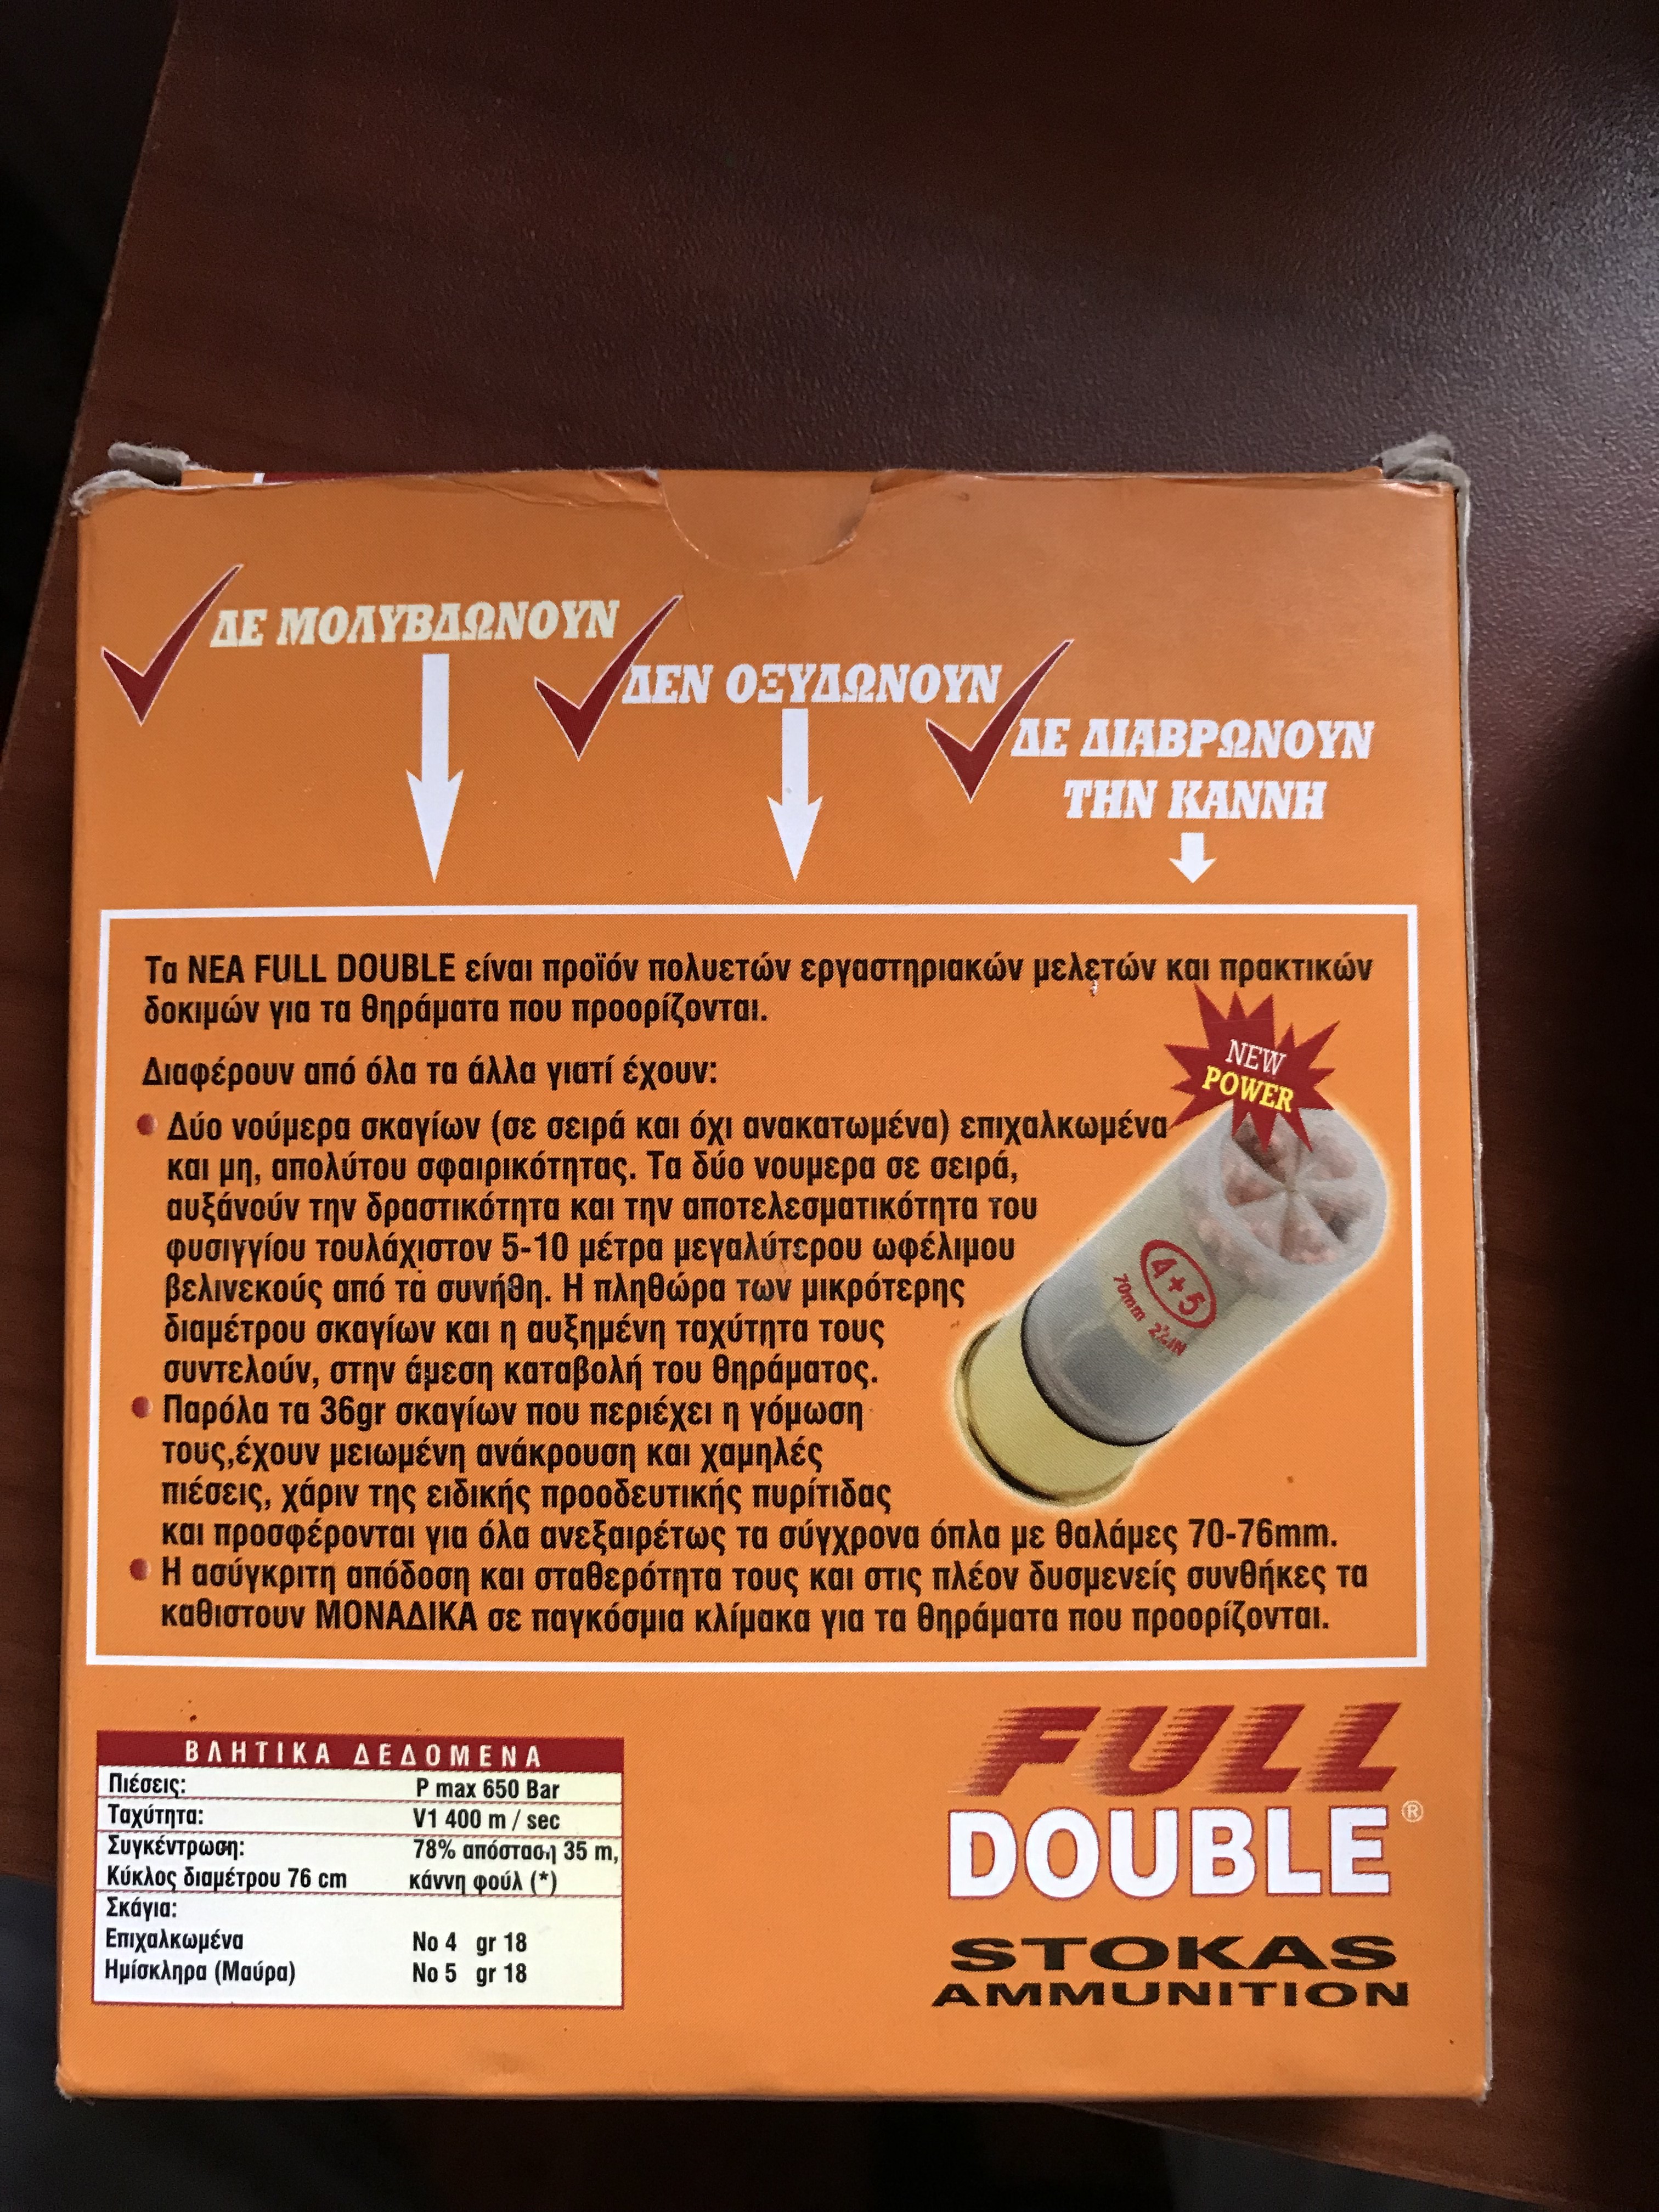 ΔΕ ΜΟΛΥΒΔΩΝΟΥΝ
ΔΕΝ ΟΞΥΔΩΝΟΥΝ
ΔΕ ΔΙΑΒΡΩΝΟΥΝ
ΤΗΝ ΚΑΝΝΗ
Τα ΝΕΑ FULL DOUBLE είναι προϊόν πολυετών εργαστηριακών μελετών και πρακτικών
δοκιμών για τα θηράματα που προορίζονται.
Διαφέρουν από όλα τα άλλα γιατί έχουν:
NEW
POWER
• Δύο νούμερα σκαγίων (σε σειρά και όχι ανακατωμένα) επιχαλκωμένα
και μη, απολύτου σφαιρικότητας. Τα δύο νουμερα σε σειρά,
αυξάνούν την δραστικότητα και την αποτελεσματικότητα του
φυσιγγίου τουλάχιστον 5-10 μέτρα μεγαλύτερου ωφέλιμου
βελινεκούς από τα συνήθη. Η πληθώρα των μικρότερης
διαμέτρου σκαγίων και η αυξημένη ταχύτητα τους
συντελούν, στην άμεση καταβολή του θηράματος.
4+5
70mm 2¾IN
• Παρόλα τα 36gr σκαγίων που περιέχει η γόμωση
τους,έχουν μειωμένη ανάκρουση και χαμηλές
πιέσεις, χάριν της ειδικής προοδευτικής πυρίτιδας
και προσφέρονται για όλα ανεξαιρέτως τα σύγχρονα όπλα με θαλάμες 70-76mm.
• Η ασύγκριτη απόδοση και σταθερότητα τους και στις πλέον δυσμενείς συνθήκες τα
καθιστουν ΜΟΝΑΔΙΚΑ σε παγκόσμια κλίμακα για τα θηράματα που προορίζονται.
ΒΛΗΤΙΚΑ ΔΕΔΟΜΕΝΑ
Πιέσεις: P max 650 Bar
Ταχύτητα: V1 400 m / sec
Συγκέντρωση: 78% απόσταση 35 m,
Κύκλος διαμέτρου 76 cm κάννη φούλ (*)
Σκάγια:
Επιχαλκωμένα No 4 gr 18
Ημίσκληρα (Μαύρα) No 5 gr 18
FULL
DOUBLE ®
STOKAS
AMMUNITION